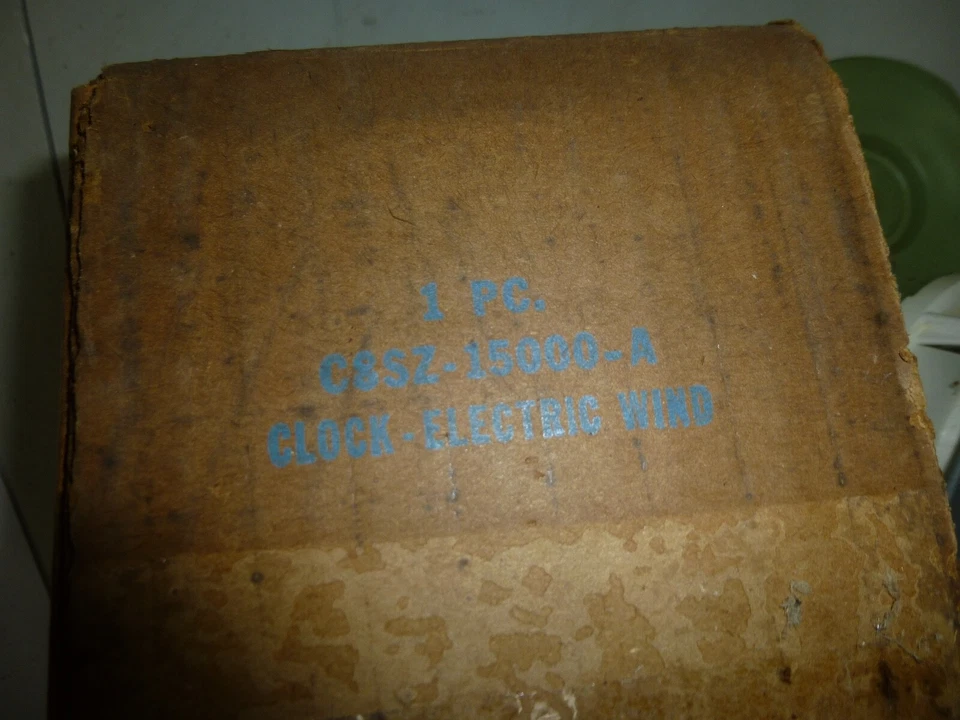 1 PC.
C8SZ-15000-A
CLOCK-ELECTRIC WIND